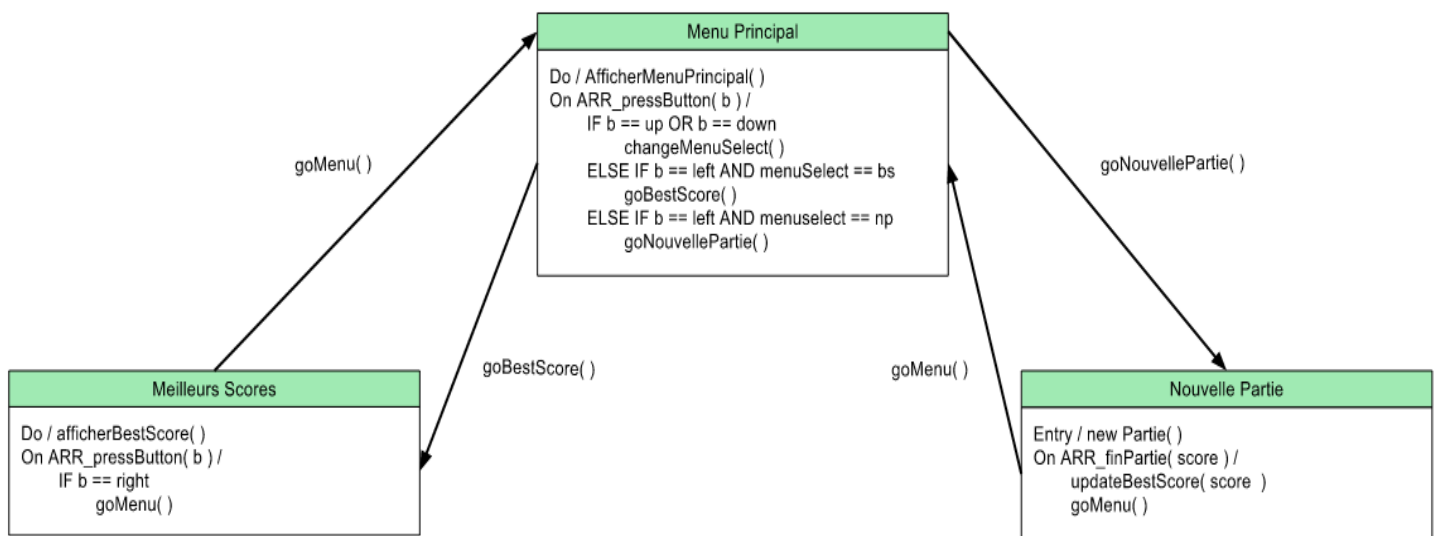 Menu Principal
Do / AfficherMenuPrincipal( )
On ARR_pressButton( b ) /
IF b == up OR b == down
changeMenuSelect( )
ELSE IF b == left AND menuSelect == bs
goBestScore( )
ELSE IF b == left AND menuselect == np
goNouvellePartie( )
goMenu( )
goNouvellePartie( )
goBestScore( )
goMenu( )
Meilleurs Scores
Do / afficherBestScore( )
On ARR_pressButton( b ) /
IF b == right
goMenu( )
Nouvelle Partie
Entry / new Partie( )
On ARR_finPartie( score ) /
updateBestScore( score )
goMenu( )